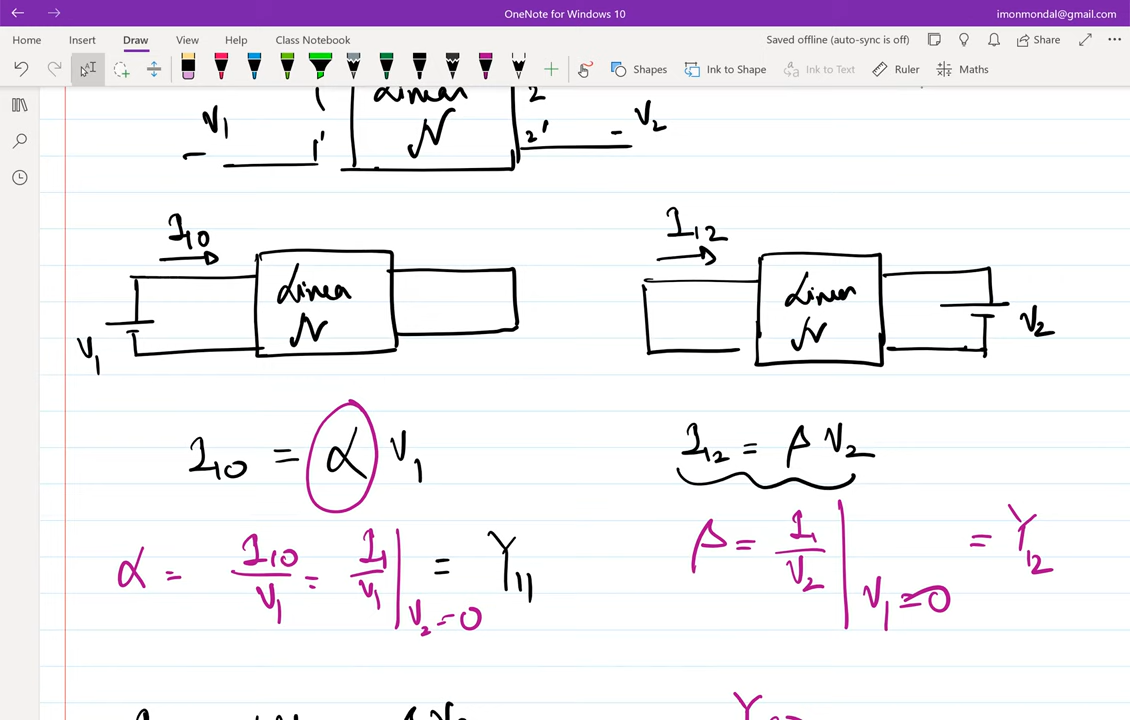 OneNote for Windows 10
imonmondal@gmail.com
Home Insert Draw View Help Class Notebook
Saved offline (auto-sync is off) Share
Shapes Ink to Shape Ink to Text Ruler Maths
V1 1' Linear N 2 2' V2
I10
I12
V1
Linear
N
Linear
N
V2
I10 = α V1
I12 = β V2
α = I10/V1 = I1/V1 | V2=0 = Y11
β = I1/V2 | V1=0 = Y12